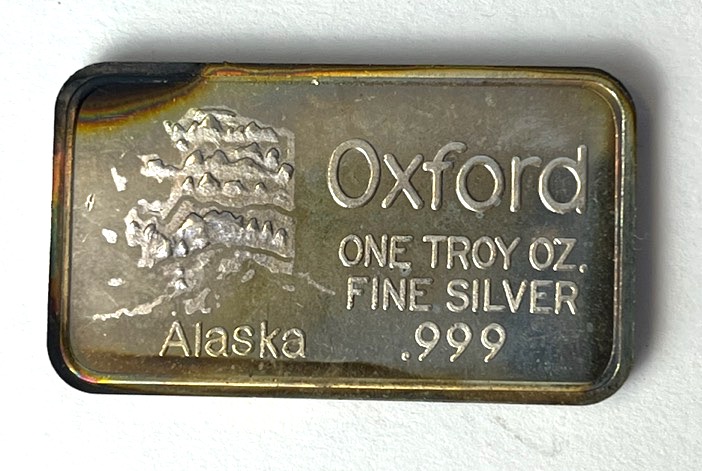 Oxford
ONE TROY OZ.
FINE SILVER
.999
Alaska